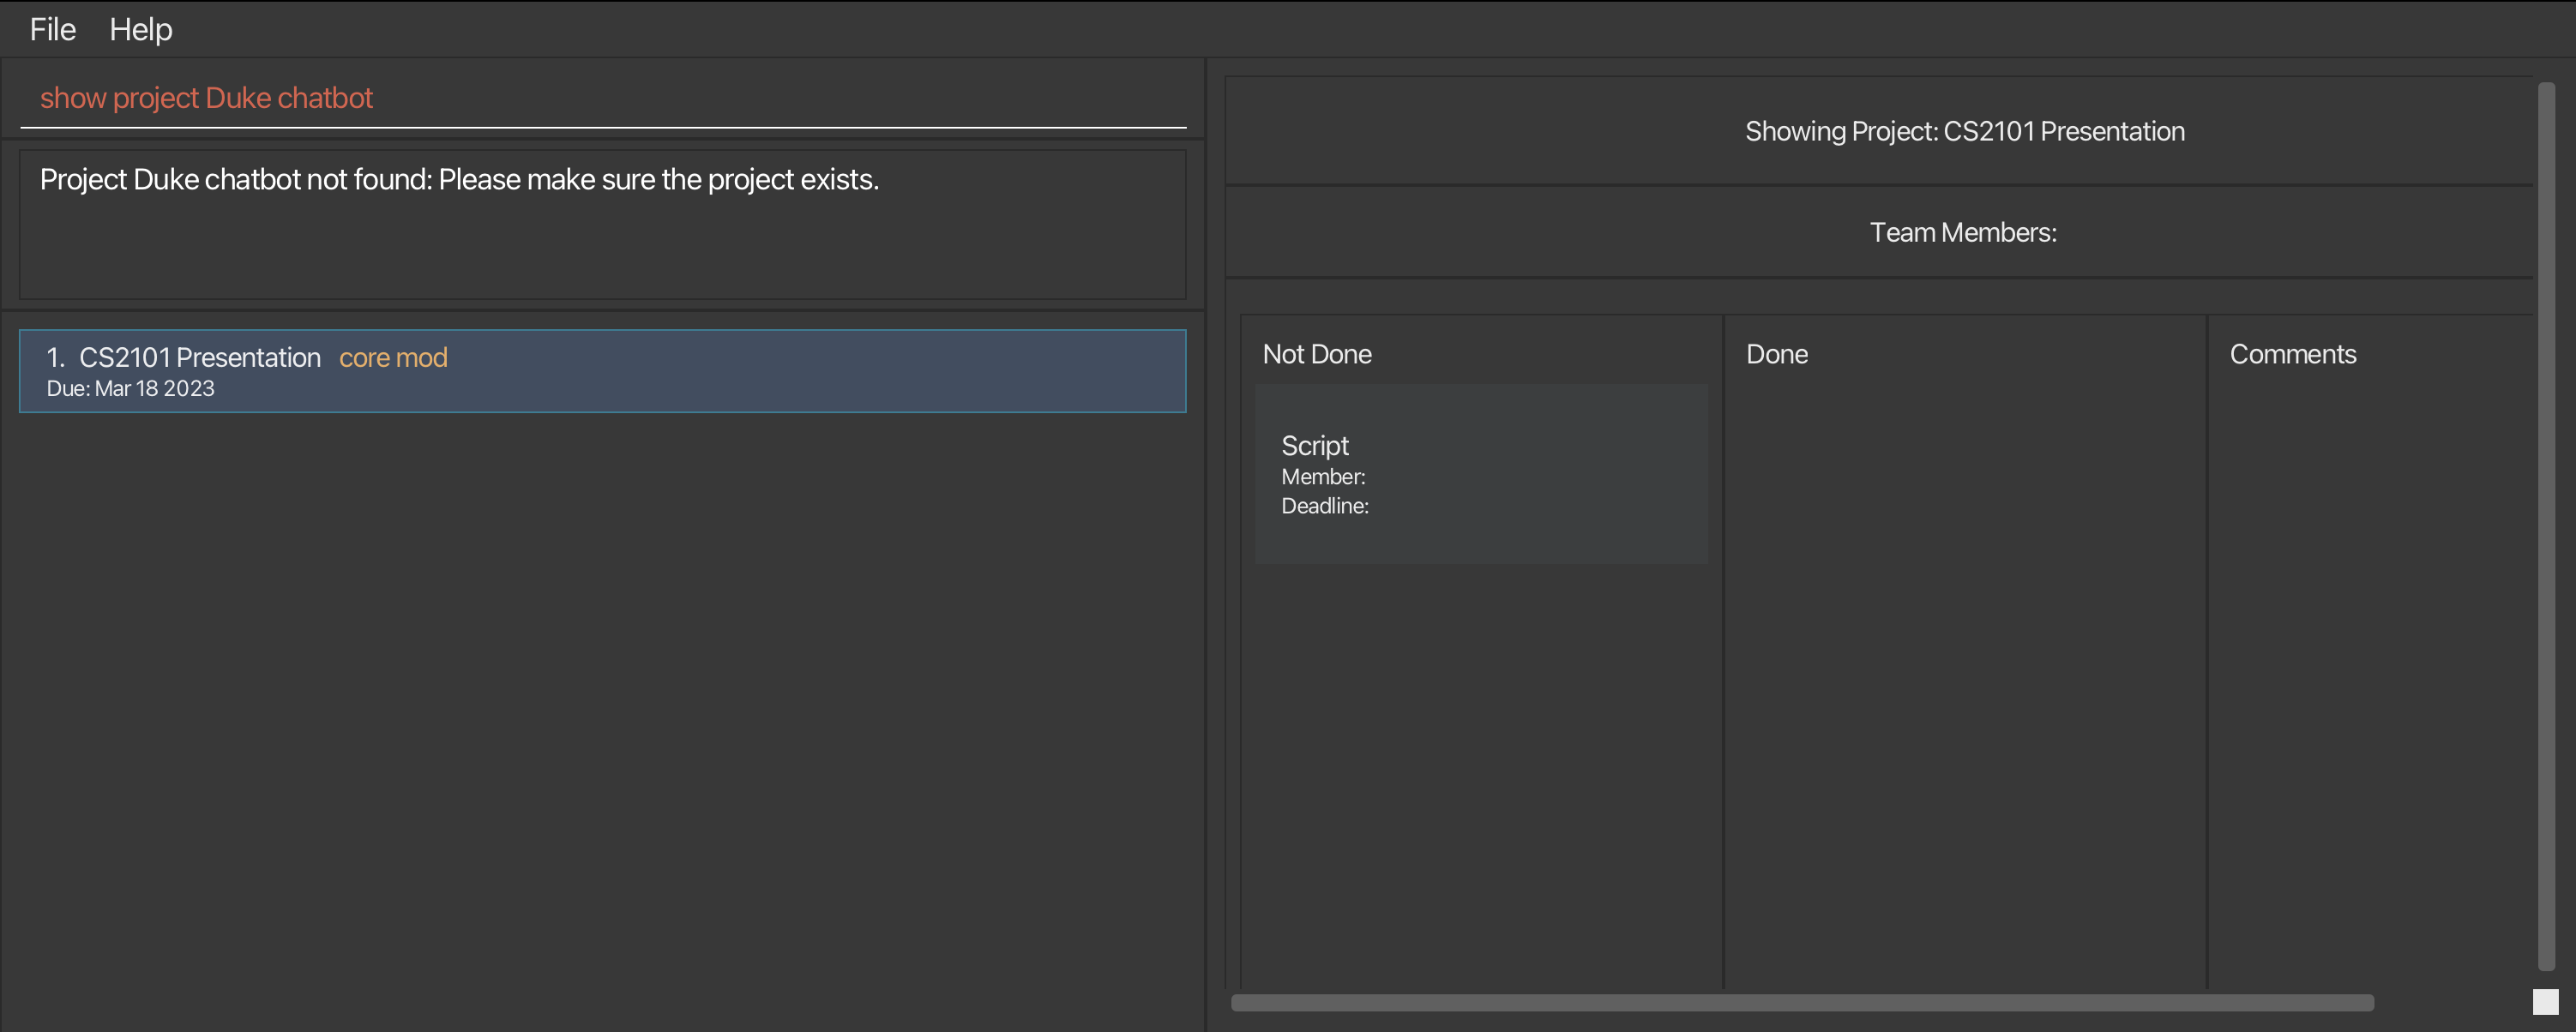 File Help
show project Duke chatbot
Project Duke chatbot not found: Please make sure the project exists.
1. CS2101 Presentation core mod
Due: Mar 18 2023
Showing Project: CS2101 Presentation
Team Members:
Not Done
Script
Member:
Deadline:
Done
Comments